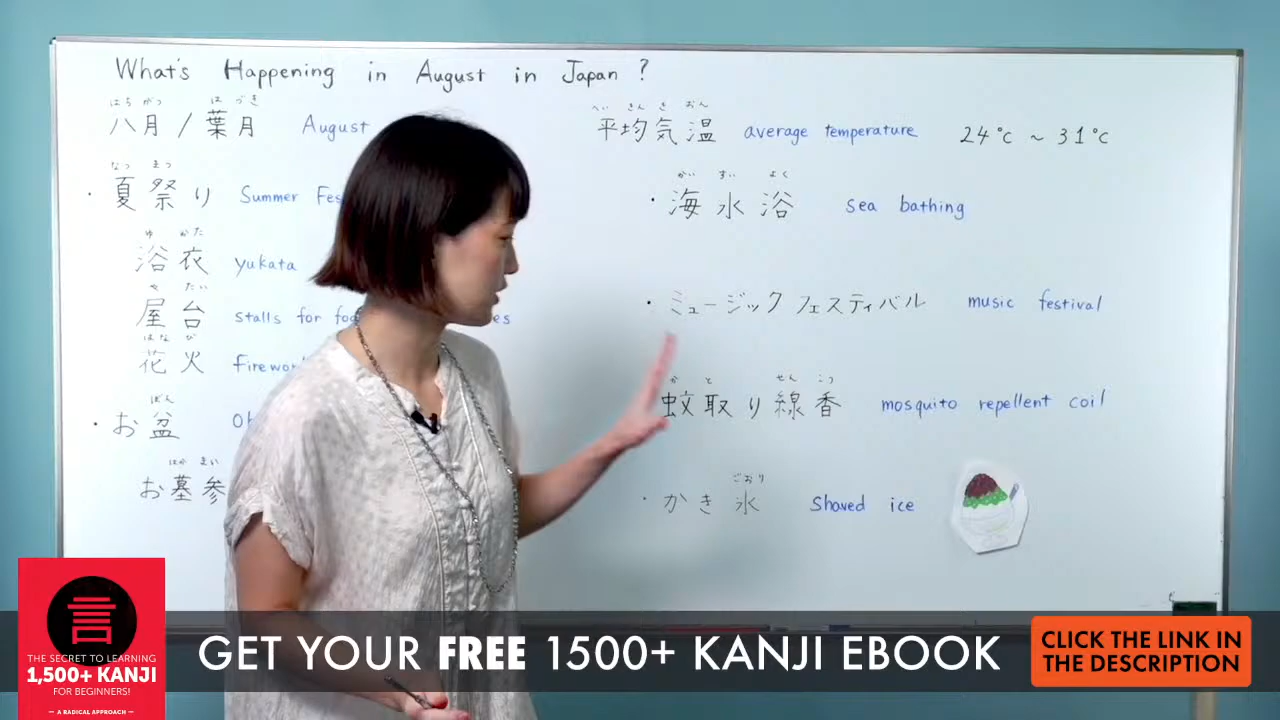 What's Happening in August in Japan ?
はち がつ は づき
八月 / 葉月 August
なつ まつ
・夏祭り Summer Fes
ゆ かた
浴衣 yukata
や たい
屋台 stalls for es
はな び
花火 firewor
ぼん
・お盆
はか まい
お墓参
へい きん き おん
平均気温 average temperature 24℃ ~ 31℃
かい すい よく
・海水浴 sea bathing
・ミュージック フェスティバル music festival
か と せん こう
蚊取り線香 mosquito repellent coil
ごおり
・かき氷 shaved ice
言
THE SECRET TO LEARNING
1,500+ KANJI
FOR BEGINNERS!
— A RADICAL APPROACH —
GET YOUR FREE 1500+ KANJI EBOOK
CLICK THE LINK IN
THE DESCRIPTION